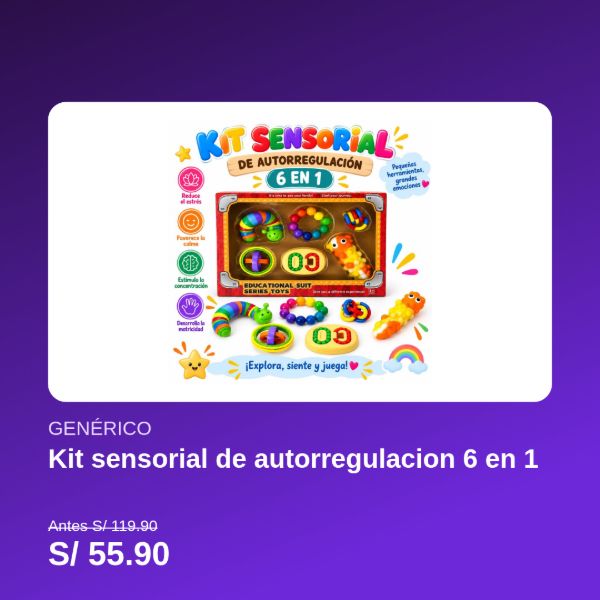 KIT SENSORIAL
DE AUTORREGULACIÓN
6 EN 1
Pequeñas
herramientas,
grandes
emociones
Reduce
el estrés
Favorece la
calma
Estimula la
concentración
Desarrolla la
motricidad
EDUCATIONAL SUIT
SERIES TOYS
¡Explora, siente y juega!
GENÉRICO
Kit sensorial de autorregulacion 6 en 1
Antes S/ 119.90
S/ 55.90